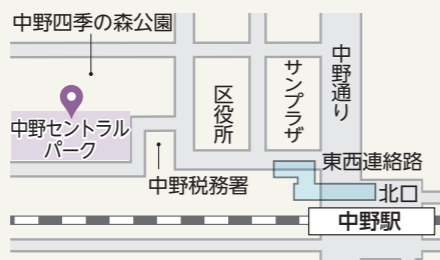 中野四季の森公園
中野セントラル
パーク
区役所
サンプラザ
中野通り
中野税務署
東西連絡路
北口
中野駅